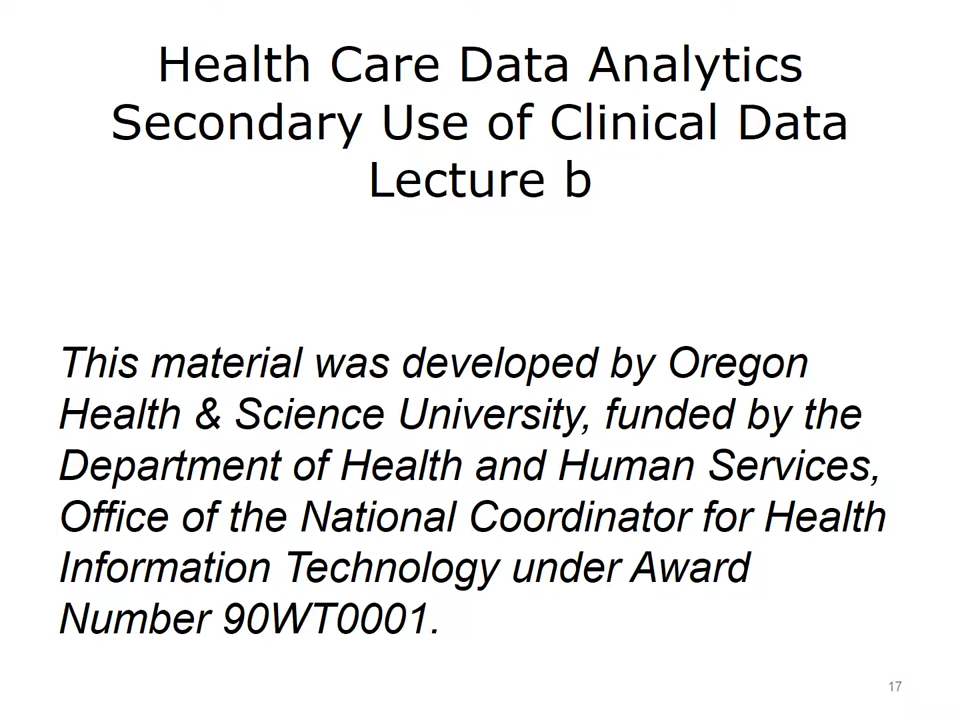 Health Care Data Analytics
Secondary Use of Clinical Data
Lecture b
This material was developed by Oregon
Health & Science University, funded by the
Department of Health and Human Services,
Office of the National Coordinator for Health
Information Technology under Award
Number 90WT0001.
17